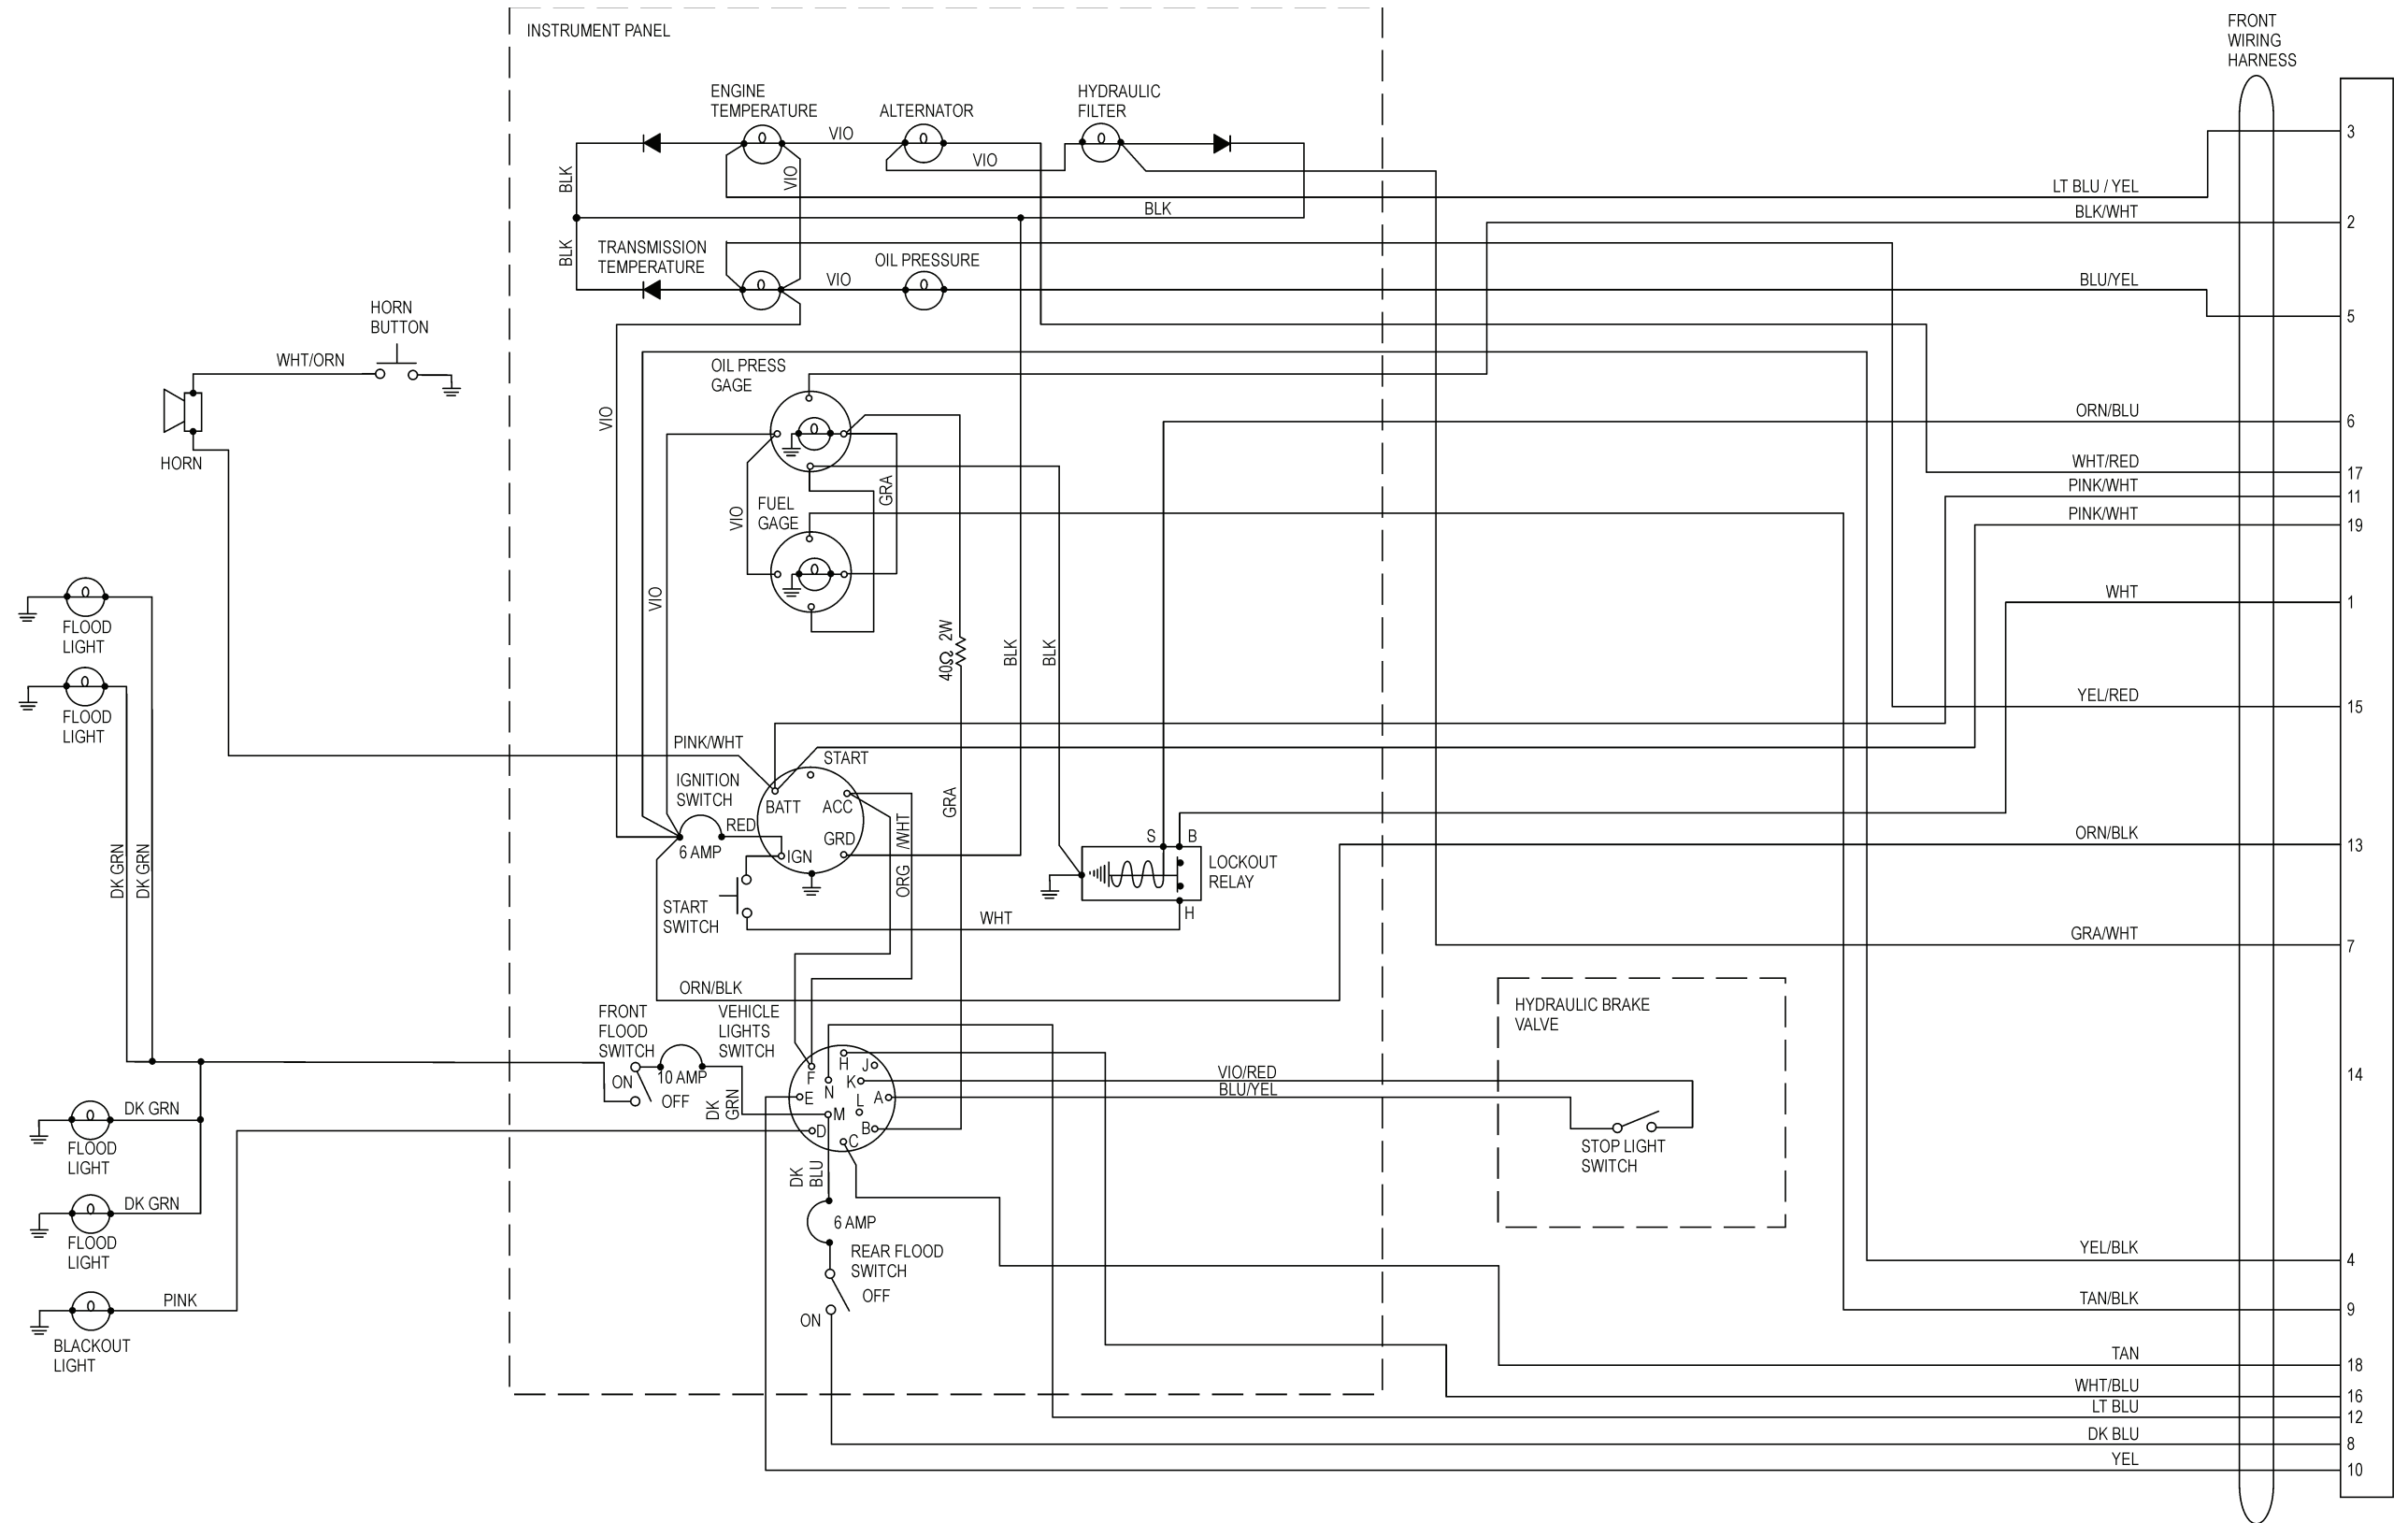 INSTRUMENT PANEL
FRONT
WIRING
HARNESS
ENGINE
TEMPERATURE
ALTERNATOR
HYDRAULIC
FILTER
VIO
VIO
VIO
BLK
BLK
BLK
3
LT BLU / YEL
BLK/WHT
2
TRANSMISSION
TEMPERATURE
OIL PRESSURE
VIO
BLU/YEL
5
HORN
BUTTON
WHT/ORN
HORN
OIL PRESS
GAGE
VIO
ORN/BLU
6
WHT/RED
17
PINK/WHT
11
PINK/WHT
19
GRA
VIO
FUEL
GAGE
FLOOD
LIGHT
VIO
40Ω 2W
BLK
BLK
WHT
1
FLOOD
LIGHT
YEL/RED
15
PINK/WHT
START
IGNITION
SWITCH
BATT
ACC
RED
GRD
6 AMP
IGN
ORG /WHT
GRA
S
B
LOCKOUT
RELAY
H
ORN/BLK
13
DK GRN
DK GRN
START
SWITCH
WHT
GRA/WHT
7
ORN/BLK
HYDRAULIC BRAKE
VALVE
FRONT
FLOOD
SWITCH
VEHICLE
LIGHTS
SWITCH
10 AMP
ON
OFF
DK
GRN
H
J
F
K
N
E
L
A
M
D
B
C
VIO/RED
BLU/YEL
14
DK GRN
FLOOD
LIGHT
STOP LIGHT
SWITCH
DK
BLU
DK GRN
6 AMP
FLOOD
LIGHT
REAR FLOOD
SWITCH
OFF
ON
YEL/BLK
4
PINK
BLACKOUT
LIGHT
TAN/BLK
9
TAN
18
WHT/BLU
16
LT BLU
12
DK BLU
8
YEL
10